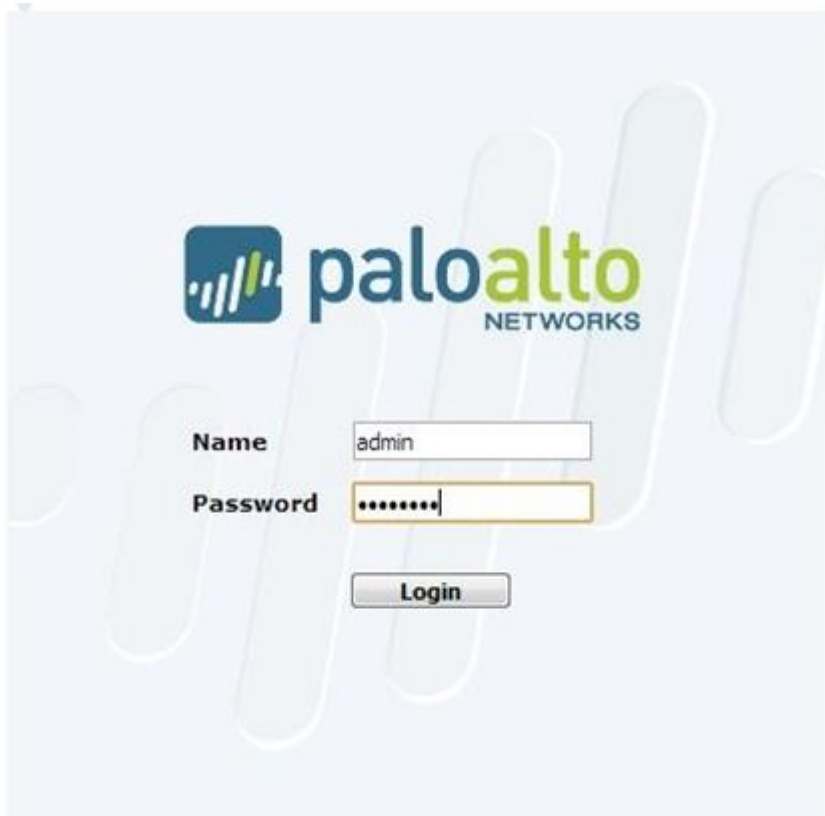 paloalto
NETWORKS
Name admin
Password ••••••••
Login